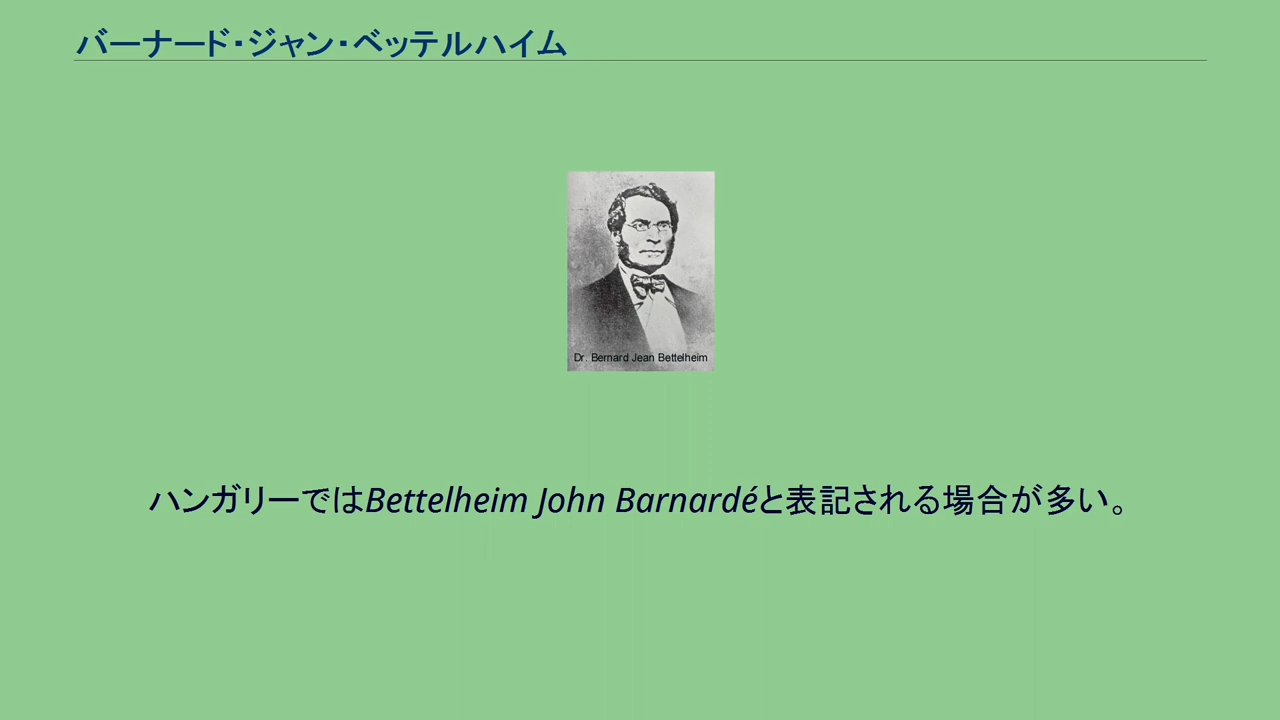 バーナード・ジャン・ベッテルハイム
Dr. Bernard Jean Bettelheim
ハンガリーではBettelheim John Barnardéと表記される場合が多い。